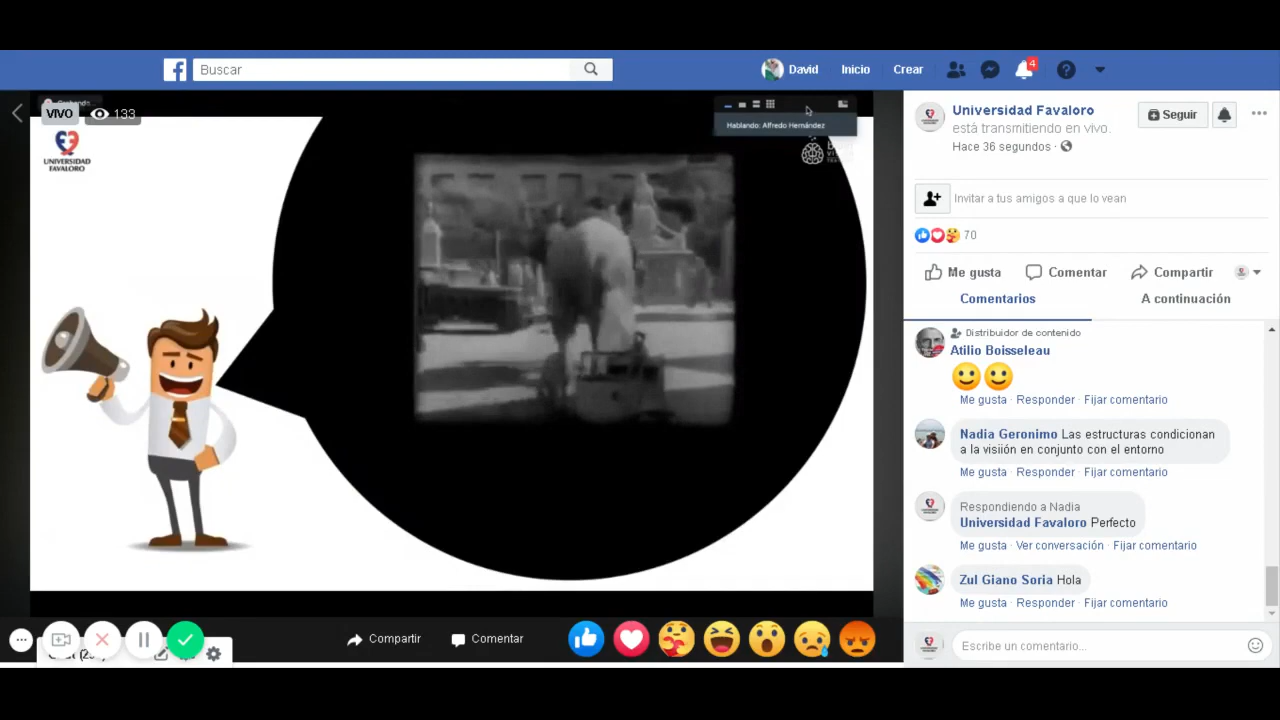 Buscar
David
Inicio
Crear
4
VIVO
133
UNIVERSIDAD
FAVALORO
Hablando: Alfredo Hernández
Compartir
Comentar
Universidad Favaloro
está transmitiendo en vivo.
Hace 36 segundos ·
Seguir
Invitar a tus amigos a que lo vean
70
Me gusta
Comentar
Compartir
Comentarios
A continuación
Distribuidor de contenido
Atilio Boisseleau
Me gusta · Responder · Fijar comentario
Nadia Geronimo Las estructuras condicionan
a la visiión en conjunto con el entorno
Me gusta · Responder · Fijar comentario
Respondiendo a Nadia
Universidad Favaloro Perfecto
Me gusta · Ver conversación · Fijar comentario
Zul Giano Soria Hola
Me gusta · Responder · Fijar comentario
Escribe un comentario...